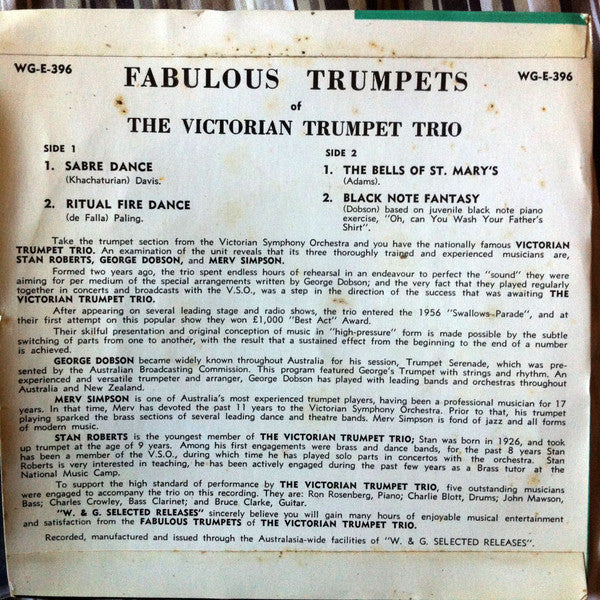 WG-E-396
FABULOUS TRUMPETS
WG-E-396
of
THE VICTORIAN TRUMPET TRIO
SIDE 1
1. SABRE DANCE
(Khachaturian) Davis.
2. RITUAL FIRE DANCE
(de Falla) Paling.
SIDE 2
1. THE BELLS OF ST. MARY'S
(Adams).
2. BLACK NOTE FANTASY
(Dobson) based on juvenile black note piano
exercise, "Oh, can You Wash Your Father's
Shirt".
Take the trumpet section from the Victorian Symphony Orchestra and you have the nationally famous VICTORIAN
TRUMPET TRIO. An examination of the unit reveals that its three thoroughly trained and experienced musicians are,
STAN ROBERTS, GEORGE DOBSON, and MERV SIMPSON.
Formed two years ago, the trio spent endless hours of rehearsal in an endeavour to perfect the "sound" they were
aiming for per medium of the special arrangements written by George Dobson; and the very fact that they played regularly
together in concerts and broadcasts with the V.S.O., was a step in the direction of the success that was awaiting THE
VICTORIAN TRUMPET TRIO.
After appearing on several leading stage and radio shows, the trio entered the 1956 "Swallows Parade", and at
their first attempt on this popular show they won £1,000 "Best Act" Award.
Their skilful presentation and original conception of music in "high-pressure" form is made possible by the subtle
switching of parts from one to another, with the result that a sustained effect from the beginning to the end of a number
is achieved.
GEORGE DOBSON became widely known throughout Australia for his session, Trumpet Serenade, which was pre-
sented by the Australian Broadcasting Commission. This program featured George's Trumpet with strings and rhythm. An
experienced and versatile trumpeter and arranger, George Dobson has played with leading bands and orchestras throughout
Australia and New Zealand.
MERV SIMPSON is one of Australia's most experienced trumpet players, having been a professional musician for 17
years. In that time, Merv has devoted the past 11 years to the Victorian Symphony Orchestra. Prior to that, his trumpet
playing sparked the brass sections of several leading dance and theatre bands. Merv Simpson is fond of jazz and all forms
of modern music.
STAN ROBERTS is the youngest member of THE VICTORIAN TRUMPET TRIO; Stan was born in 1926, and took
up trumpet at the age of 9 years. Among his first engagements were brass and dance bands, for the past 8 years Stan
has been a member of the V.S.O., during which time he has played solo parts in concertos with the orchestra. Stan
Roberts is very interested in teaching, he has been actively engaged during the past few years as a Brass tutor at the
National Music Camp.
To support the high standard of performance by THE VICTORIAN TRUMPET TRIO, five outstanding musicians
were engaged to accompany the trio on this recording. They are: Ron Rosenberg, Piano; Charlie Blott, Drums; John Mawson,
Bass; Charles Crowley, Bass Clarinet; and Bruce Clarke, Guitar.
"W. & G. SELECTED RELEASES" sincerely believe you will gain many hours of enjoyable musical entertainment
and satisfaction from the FABULOUS TRUMPETS of THE VICTORIAN TRUMPET TRIO.
Recorded, manufactured and issued through the Australasia-wide facilities of "W. & G. SELECTED RELEASES".